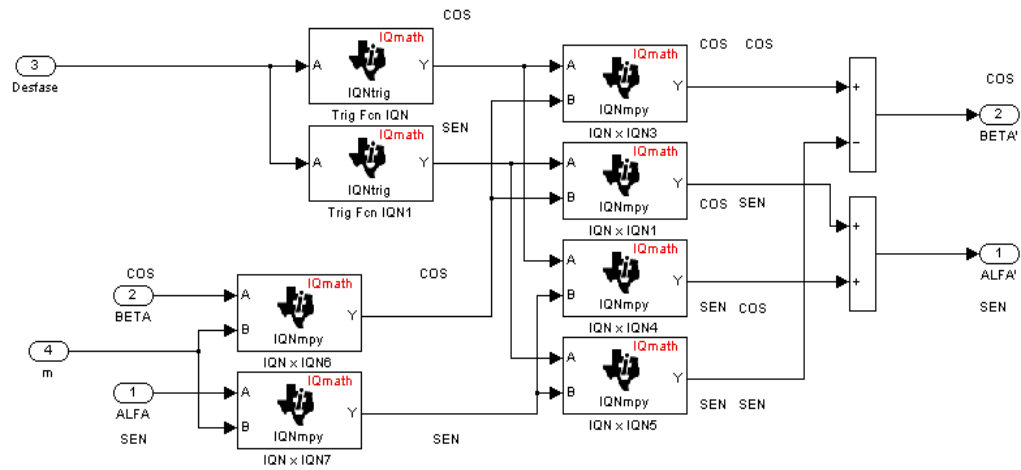 COS
IQmath
3
A
Y
Desfase
IQNtrig
Trig Fcn IQN
SEN
IQmath
A
Y
IQNtrig
Trig Fcn IQN1
IQmath
COS COS
A
Y
B
IQNmpy
IQN x IQN3
IQmath
A
Y
B
COS SEN
IQNmpy
IQN x IQN1
IQmath
A
Y
B
SEN COS
IQNmpy
IQN x IQN4
IQmath
A
Y
B
SEN SEN
IQNmpy
IQN x IQN5
+
−
COS
2
BETA'
+
+
1
ALFA'
SEN
COS
2
BETA
IQmath
COS
A
Y
B
IQNmpy
IQN x IQN6
4
m
1
ALFA
SEN
IQmath
A
Y
B
SEN
IQNmpy
IQN x IQN7